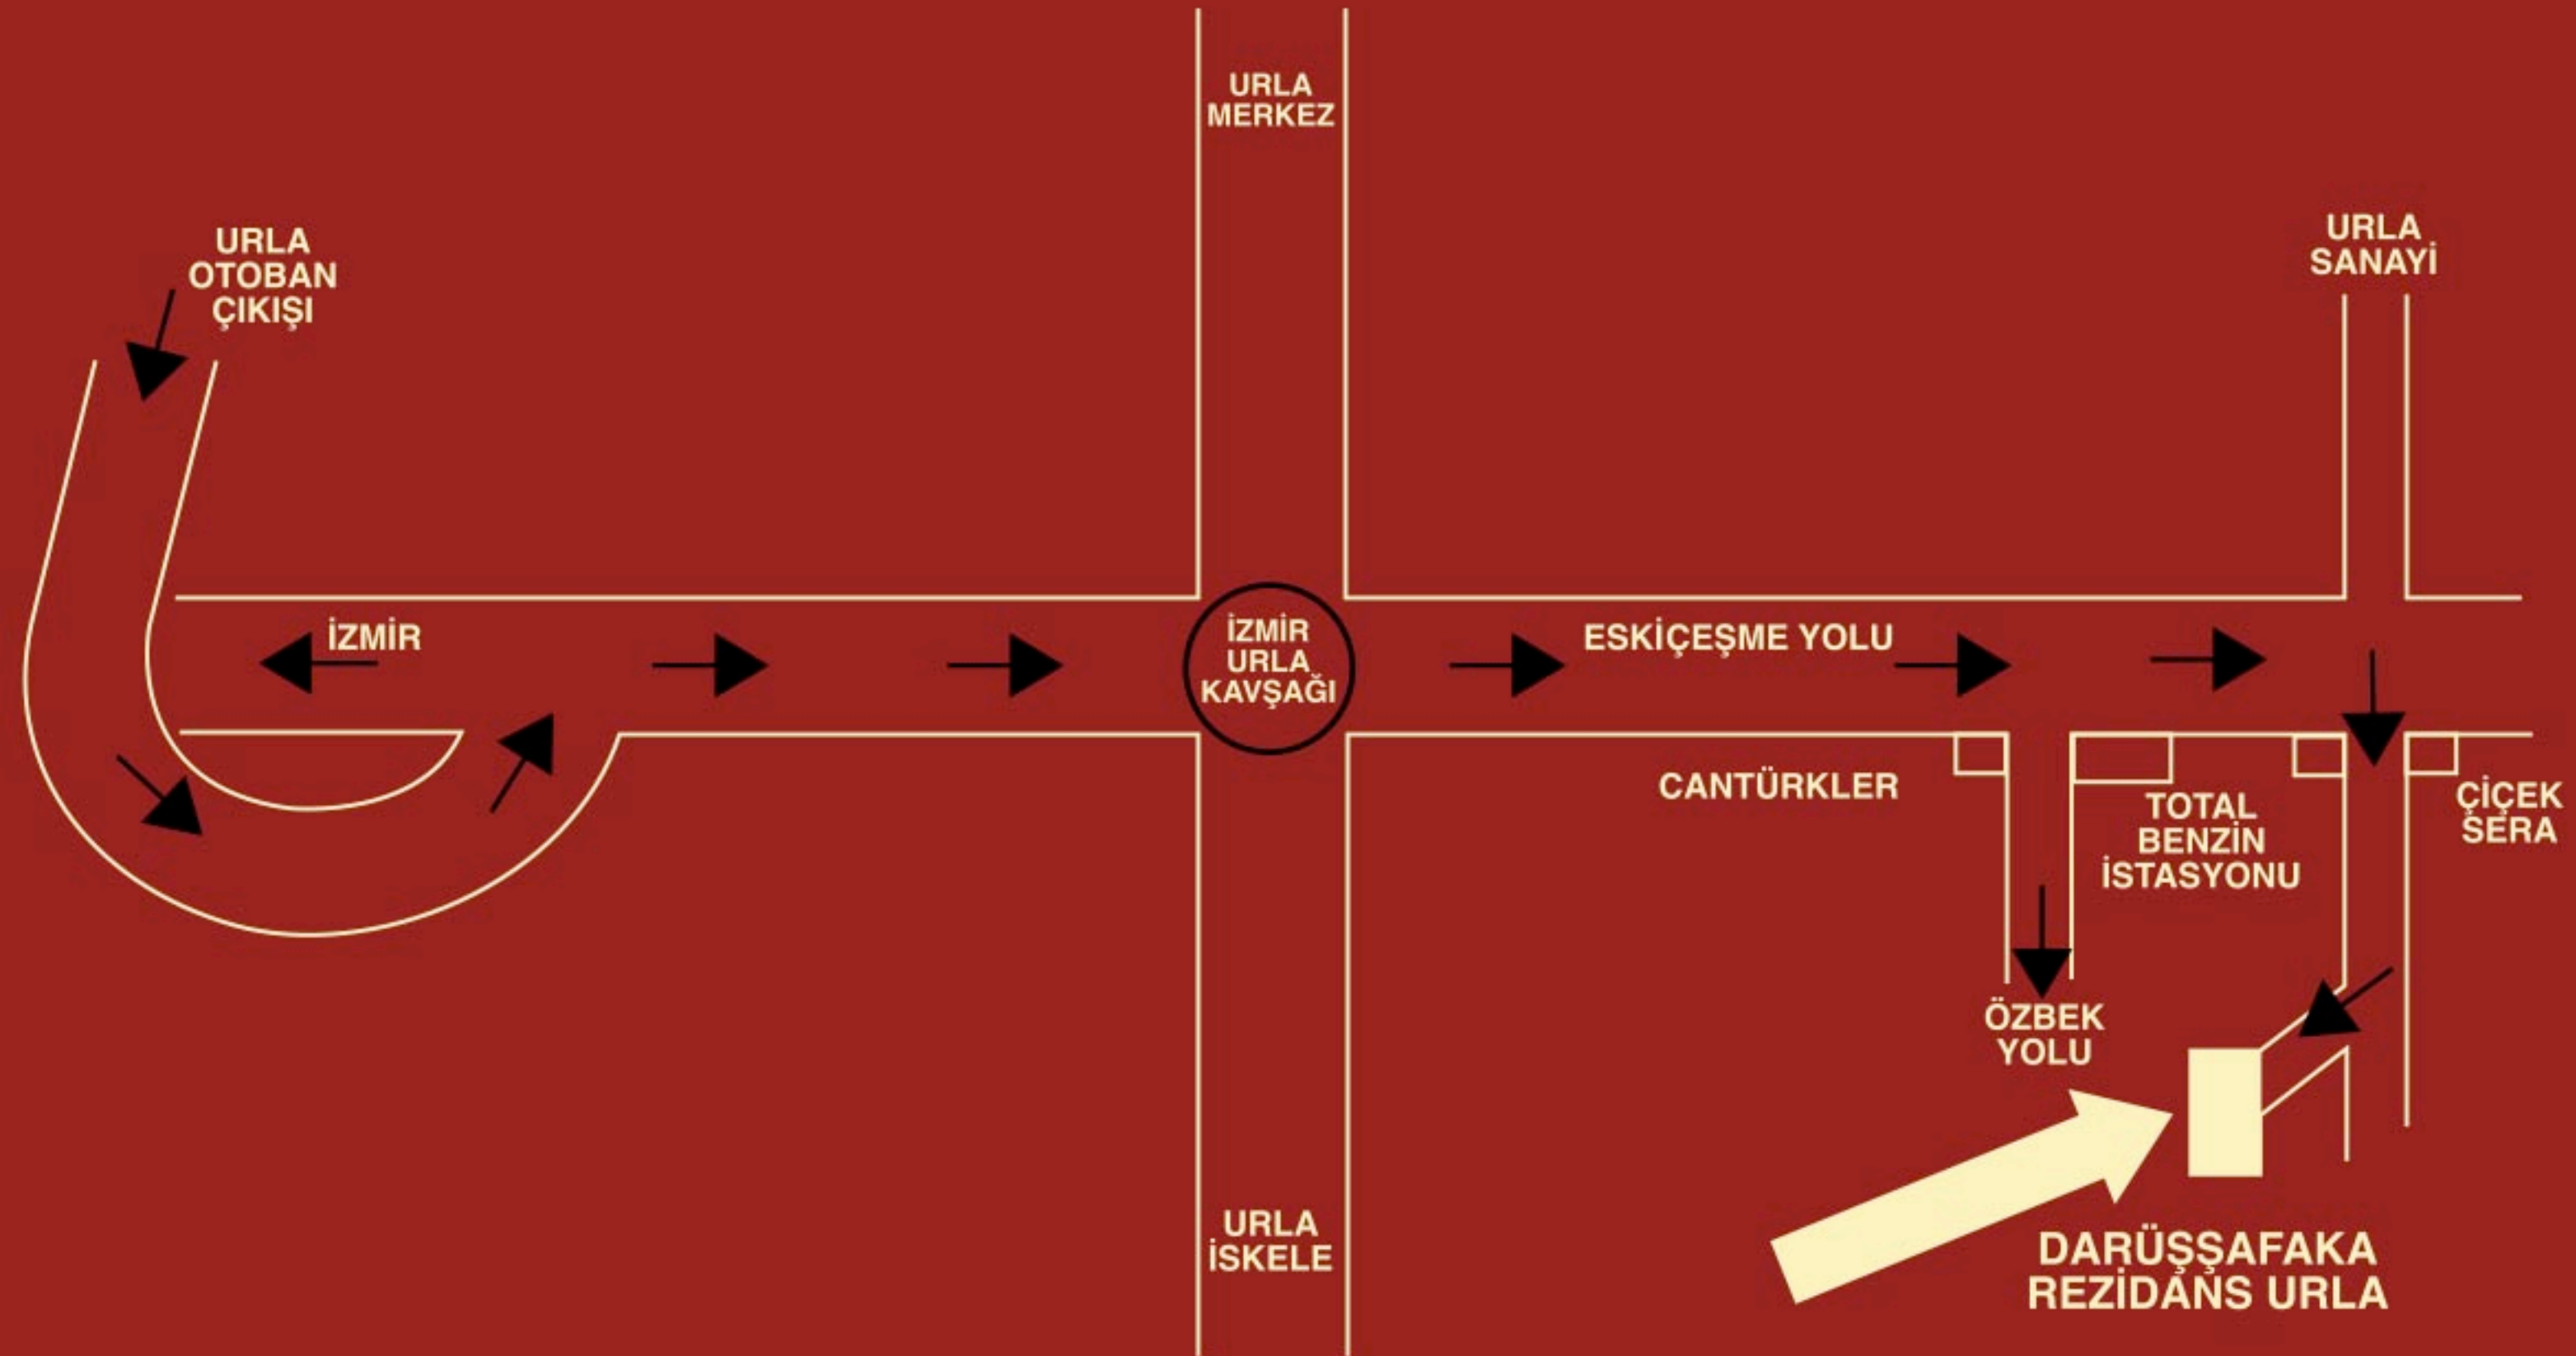 URLA
MERKEZ
URLA
OTOBAN
ÇIKIŞI
URLA
SANAYİ
İZMİR
İZMİR
URLA
KAVŞAĞI
ESKİÇEŞME YOLU
CANTÜRKLER
TOTAL
BENZİN
İSTASYONU
ÇİÇEK
SERA
ÖZBEK
YOLU
URLA
İSKELE
DARÜŞŞAFAKA
REZİDANS URLA